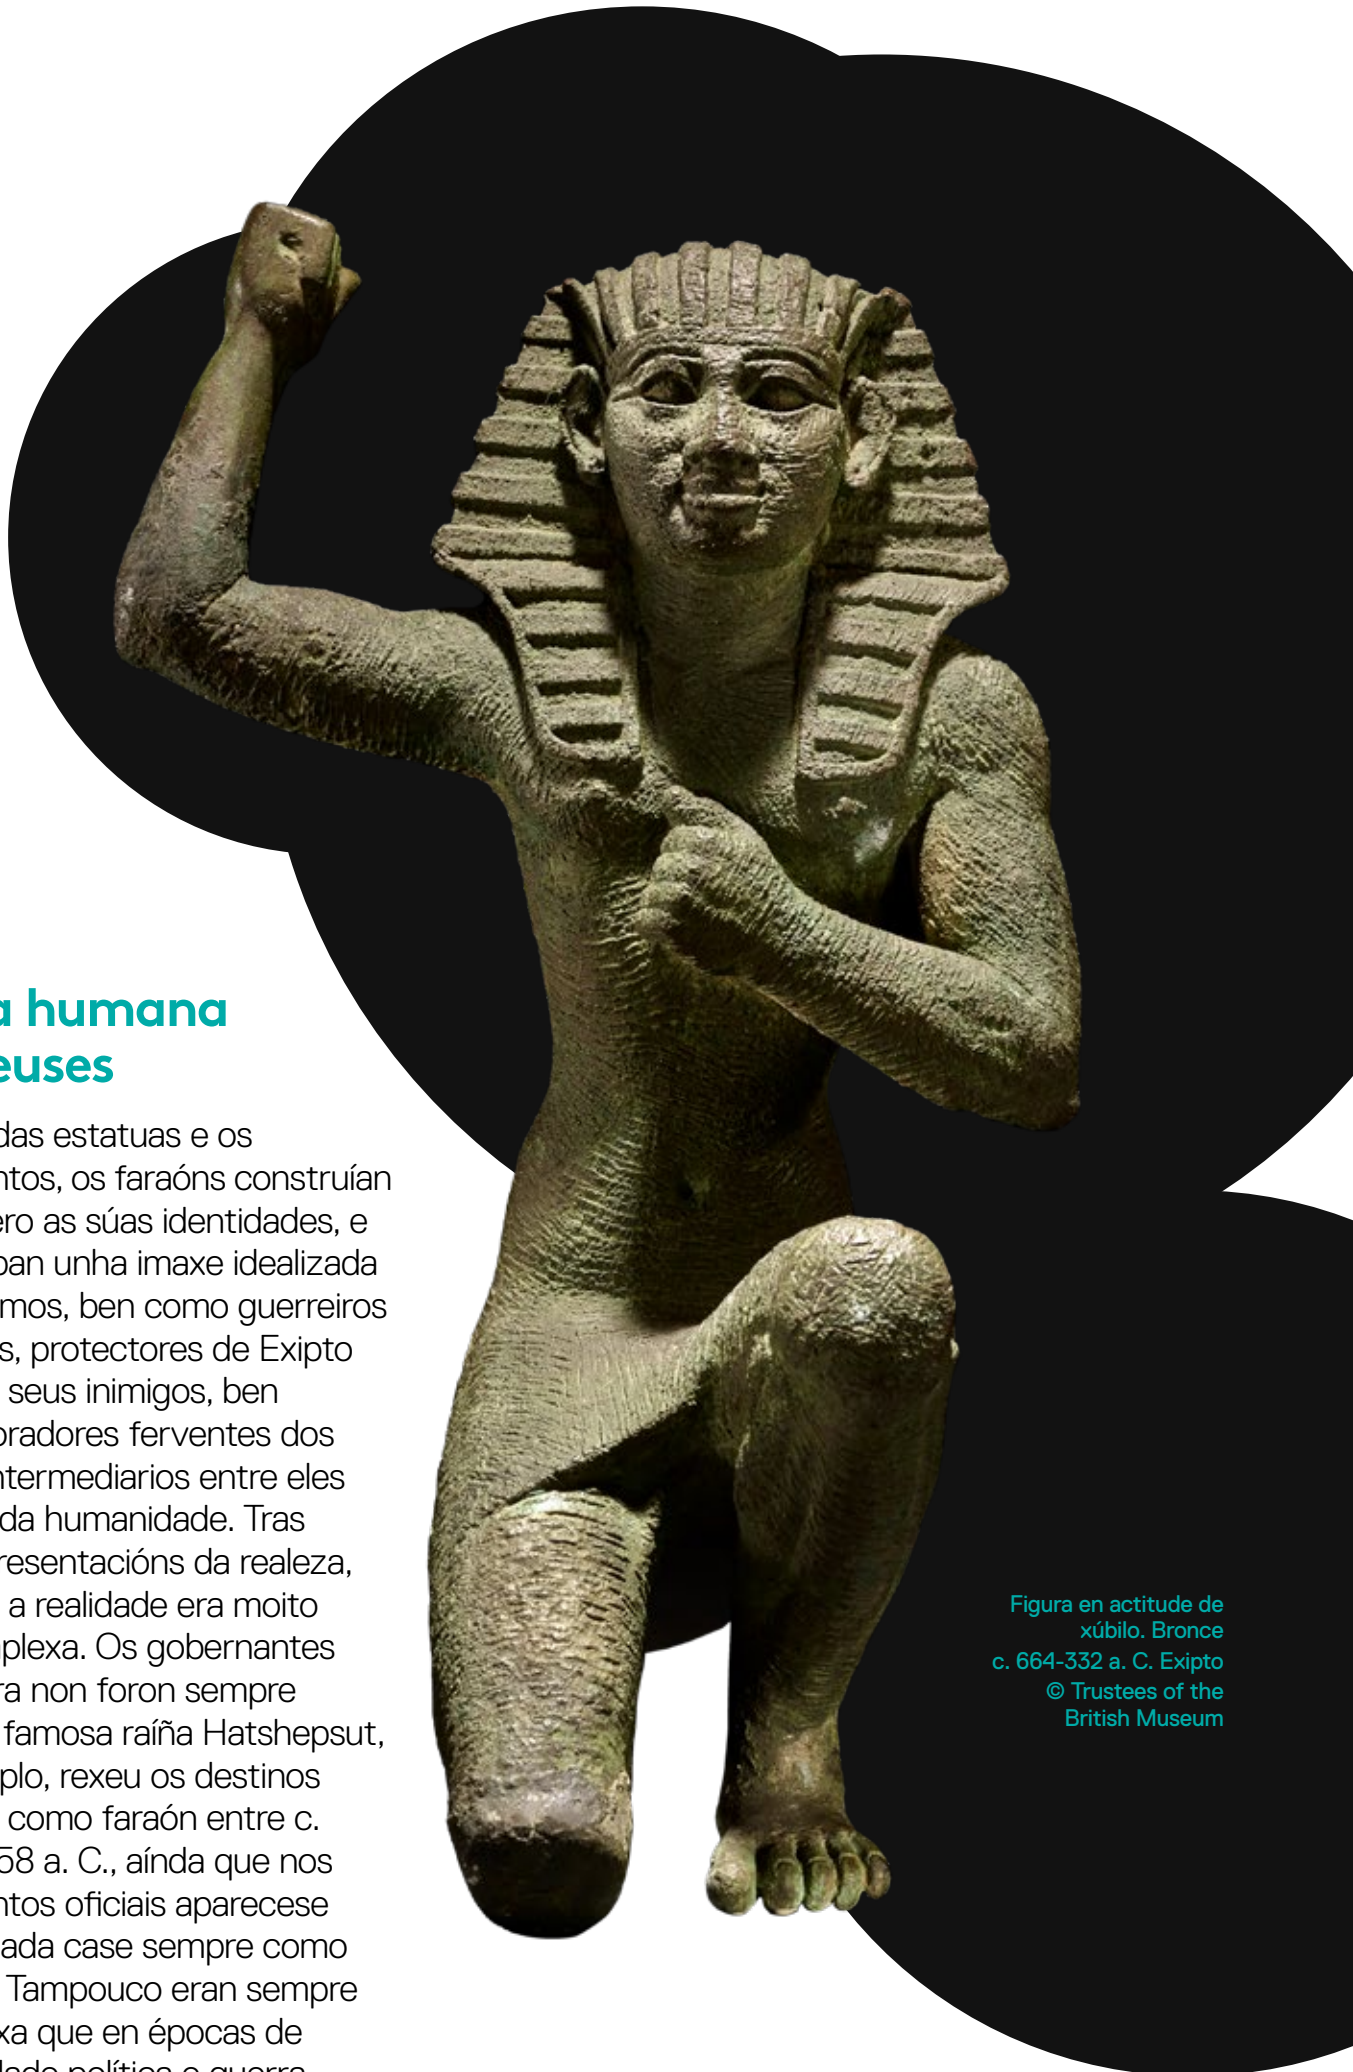 a humana
euses
das estatuas e os
ntos, os faraóns construían
ero as súas identidades, e
ban unha imaxe idealizada
mos, ben como guerreiros
s, protectores de Exipto
seus inimigos, ben
oradores ferventes dos
ntermediarios entre eles
da humanidade. Tras
presentacións da realeza,
a realidade era moito
plexa. Os gobernantes
ra non foron sempre
famosa raíña Hatshepsut,
plo, rexeu os destinos
como faraón entre c.
58 a. C., aínda que nos
ntos oficiais aparecese
ada case sempre como
Tampouco eran sempre
xa que en épocas de
dade política e guerra
Figura en actitude de
xúbilo. Bronce
c. 664-332 a. C. Exipto
© Trustees of the
British Museum